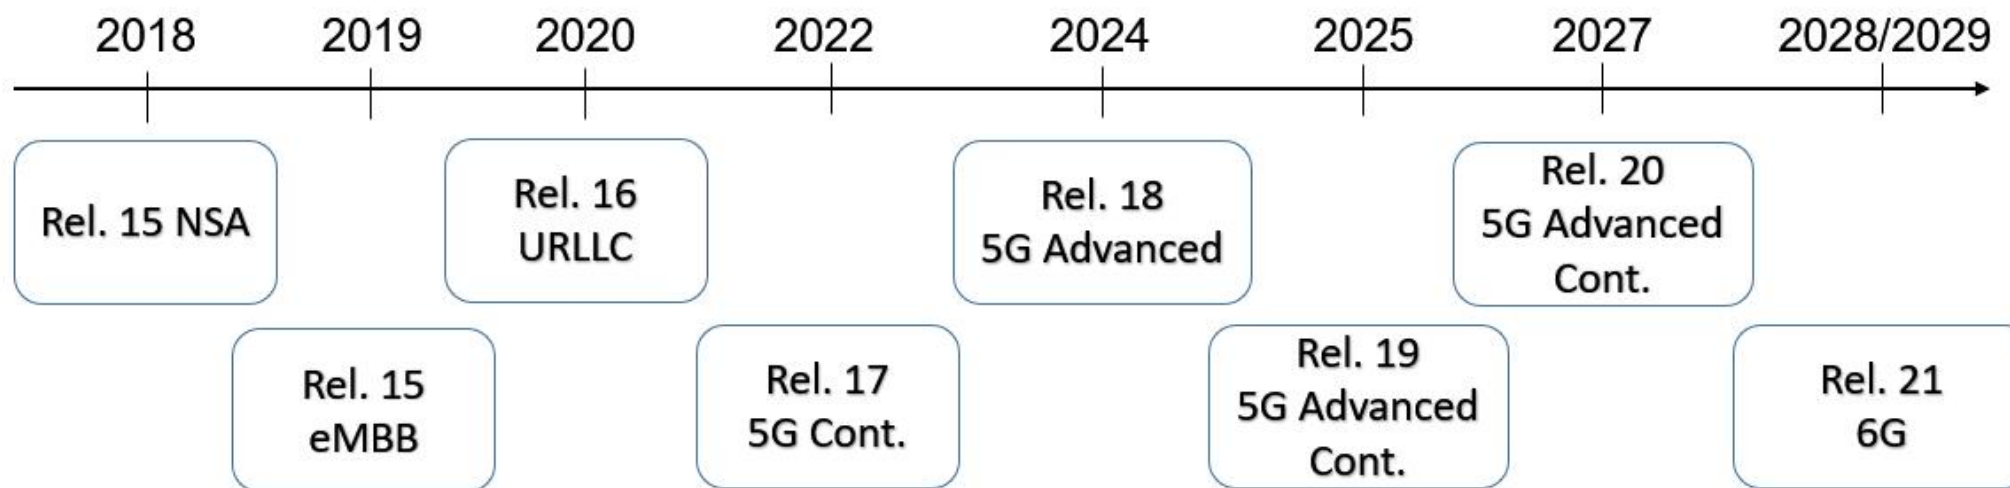 2018
2019
2020
2022
2024
2025
2027
2028/2029
Rel. 15 NSA
Rel. 16
URLLC
Rel. 18
5G Advanced
Rel. 20
5G Advanced
Cont.
Rel. 15
eMBB
Rel. 17
5G Cont.
Rel. 19
5G Advanced
Cont.
Rel. 21
6G